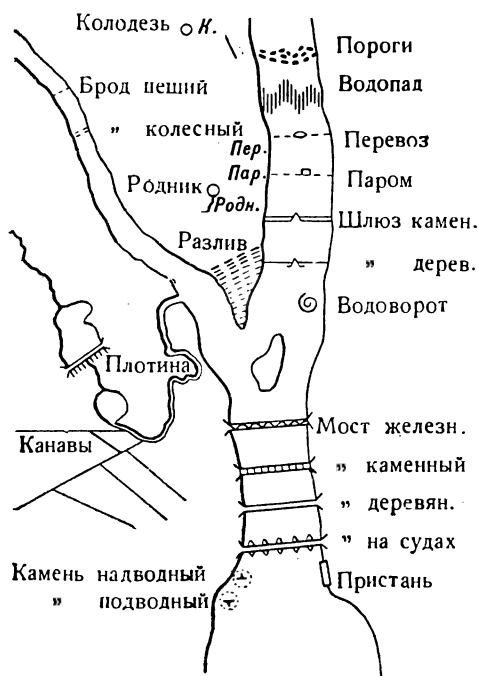 Колодезь К.
Пороги
Брод пеший
Водопад
„ колесный
Пер.
Перевоз
Пар.
Паром
Родник
Родн.
Шлюз камен.
Разлив
„ дерев.
Водоворот
Плотина
Мост железн.
Канавы
„ каменный
„ деревян.
„ на судах
Камень надводный
Пристань
„ подводный